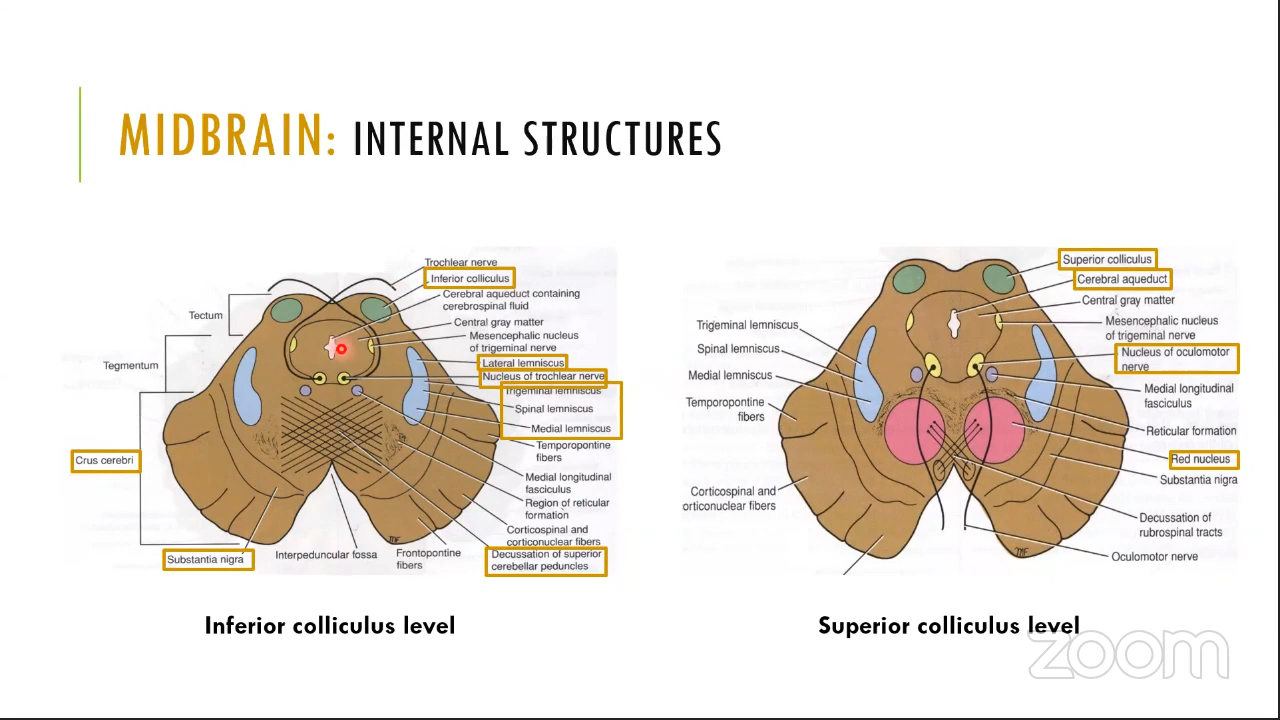 MIDBRAIN: INTERNAL STRUCTURES
Trochlear nerve
Inferior colliculus
Cerebral aqueduct containing
cerebrospinal fluid
Central gray matter
Mesencephalic nucleus
of trigeminal nerve
Lateral lemniscus
Nucleus of trochlear nerve
Trigeminal lemniscus
Spinal lemniscus
Medial lemniscus
Temporopontine
fibers
Medial longitudinal
fasciculus
Region of reticular
formation
Corticospinal and
corticonuclear fibers
Decussation of superior
cerebellar peduncles
Tectum
Tegmentum
Crus cerebri
Substantia nigra
Interpeduncular fossa
Frontopontine
fibers
Inferior colliculus level
Trigeminal lemniscus
Spinal lemniscus
Medial lemniscus
Temporopontine
fibers
Corticospinal and
orticonuclear fibers
Superior colliculus
Cerebral aqueduct
Central gray matter
Mesencephalic nucleus
of trigeminal nerve
Nucleus of oculomotor
nerve
Medial longitudinal
fasciculus
Reticular formation
Red nucleus
Substantia nigra
Decussation of
rubrospinal tracts
Oculomotor nerve
Superior colliculus level
zoom